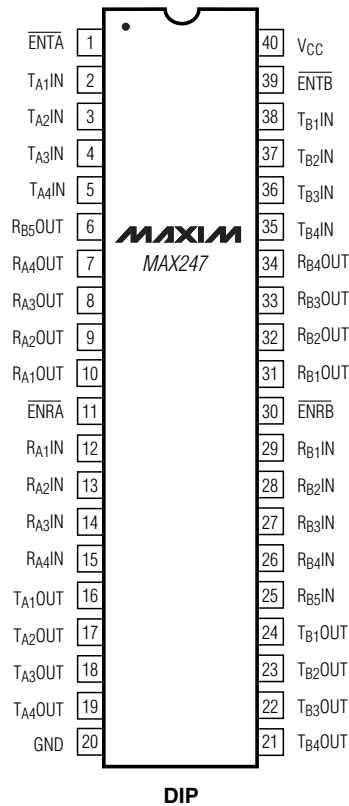 ENTA 1
TA1IN 2
TA2IN 3
TA3IN 4
TA4IN 5
RB5OUT 6
RA4OUT 7
RA3OUT 8
RA2OUT 9
RA1OUT 10
ENRA 11
RA1IN 12
RA2IN 13
RA3IN 14
RA4IN 15
TA1OUT 16
TA2OUT 17
TA3OUT 18
TA4OUT 19
GND 20
MAXIM
MAX247
40 VCC
39 ENTB
38 TB1IN
37 TB2IN
36 TB3IN
35 TB4IN
34 RB4OUT
33 RB3OUT
32 RB2OUT
31 RB1OUT
30 ENRB
29 RB1IN
28 RB2IN
27 RB3IN
26 RB4IN
25 RB5IN
24 TB1OUT
23 TB2OUT
22 TB3OUT
21 TB4OUT
DIP